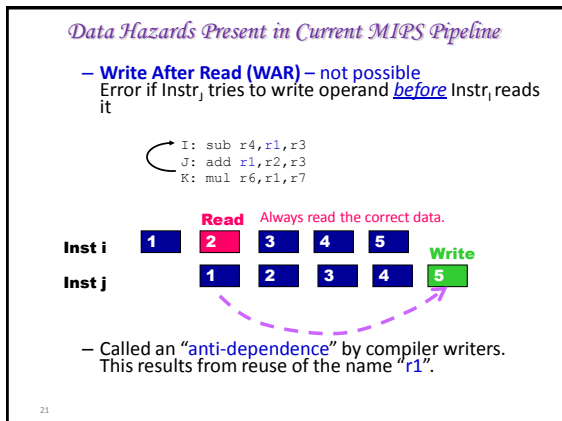 Data Hazards Present in Current MIPS Pipeline
– Write After Read (WAR) – not possible
Error if InstrJ tries to write operand before InstrI reads
it
I: sub r4,r1,r3
J: add r1,r2,r3
K: mul r6,r1,r7
Read Always read the correct data.
Inst i 1 2 3 4 5
Write
Inst j 1 2 3 4 5
– Called an “anti-dependence” by compiler writers.
This results from reuse of the name “r1”.
21